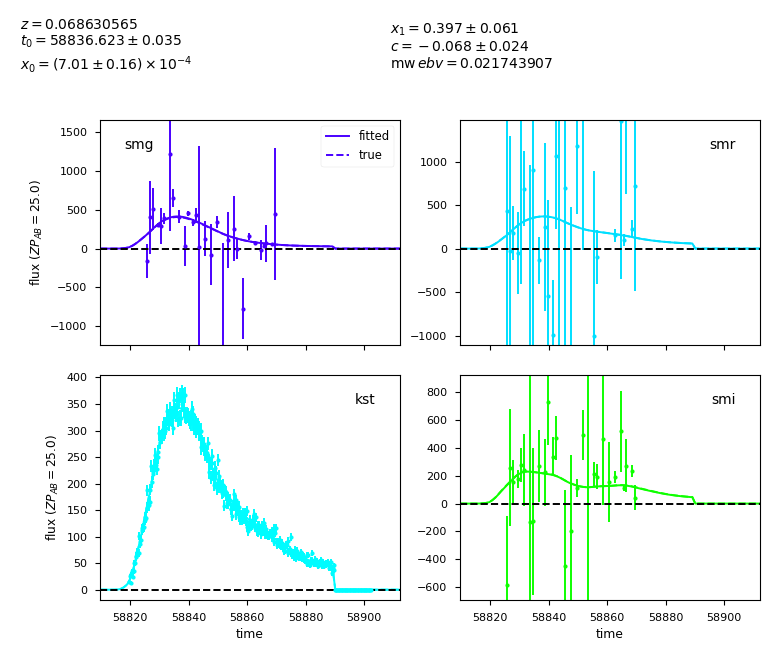 z = 0.068630565
t₀ = 58836.623 ± 0.035
x₀ = (7.01 ± 0.16) × 10⁻⁴
x₁ = 0.397 ± 0.061
c = −0.068 ± 0.024
mw ebv = 0.021743907
smg
fitted
true
flux (ZP_AB = 25.0)
1500
1000
500
0
−500
−1000
smr
1000
500
0
−500
−1000
kst
flux (ZP_AB = 25.0)
400
350
300
250
200
150
100
50
0
58820 58840 58860 58880 58900
time
smi
800
600
400
200
0
−200
−400
−600
58820 58840 58860 58880 58900
time